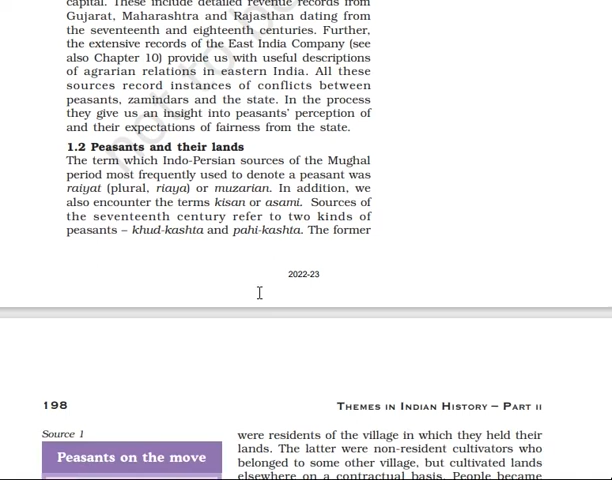 capital. These include detailed revenue records from
Gujarat, Maharashtra and Rajasthan dating from
the seventeenth and eighteenth centuries. Further,
the extensive records of the East India Company (see
also Chapter 10) provide us with useful descriptions
of agrarian relations in eastern India. All these
sources record instances of conflicts between
peasants, zamindars and the state. In the process
they give us an insight into peasants' perception of
and their expectations of fairness from the state.
1.2 Peasants and their lands
The term which Indo-Persian sources of the Mughal
period most frequently used to denote a peasant was
raiyat (plural, riaya) or muzarian. In addition, we
also encounter the terms kisan or asami. Sources of
the seventeenth century refer to two kinds of
peasants – khud-kashta and pahi-kashta. The former
2022-23
198
THEMES IN INDIAN HISTORY – PART II
Source 1
Peasants on the move
were residents of the village in which they held their
lands. The latter were non-resident cultivators who
belonged to some other village, but cultivated lands
elsewhere on a contractual basis. People became